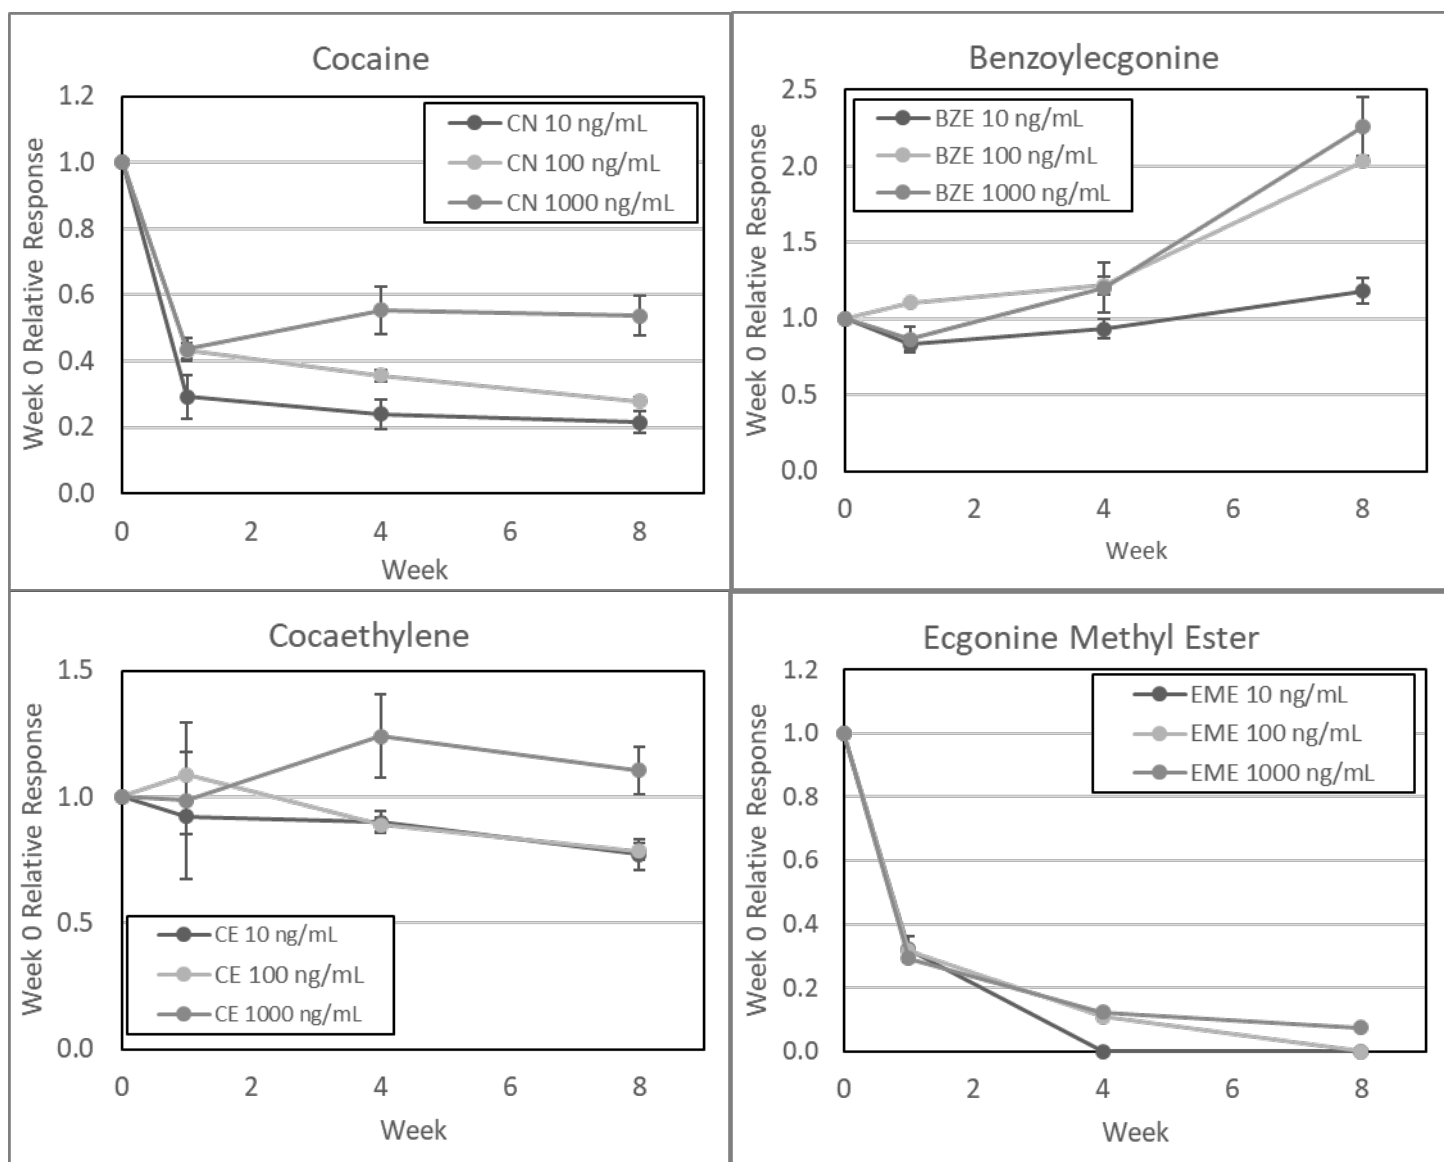 Cocaine
Week 0 Relative Response
1.2
1.0
0.8
0.6
0.4
0.2
0.0
CN 10 ng/mL
CN 100 ng/mL
CN 1000 ng/mL
0 2 4 6 8
Week
Benzoylecgonine
Week 0 Relative Response
2.5
2.0
1.5
1.0
0.5
0.0
BZE 10 ng/mL
BZE 100 ng/mL
BZE 1000 ng/mL
0 2 4 6 8
Week
Cocaethylene
Week 0 Relative Response
1.5
1.0
0.5
0.0
CE 10 ng/mL
CE 100 ng/mL
CE 1000 ng/mL
0 2 4 6 8
Week
Ecgonine Methyl Ester
Week 0 Relative Response
1.2
1.0
0.8
0.6
0.4
0.2
0.0
EME 10 ng/mL
EME 100 ng/mL
EME 1000 ng/mL
0 2 4 6 8
Week